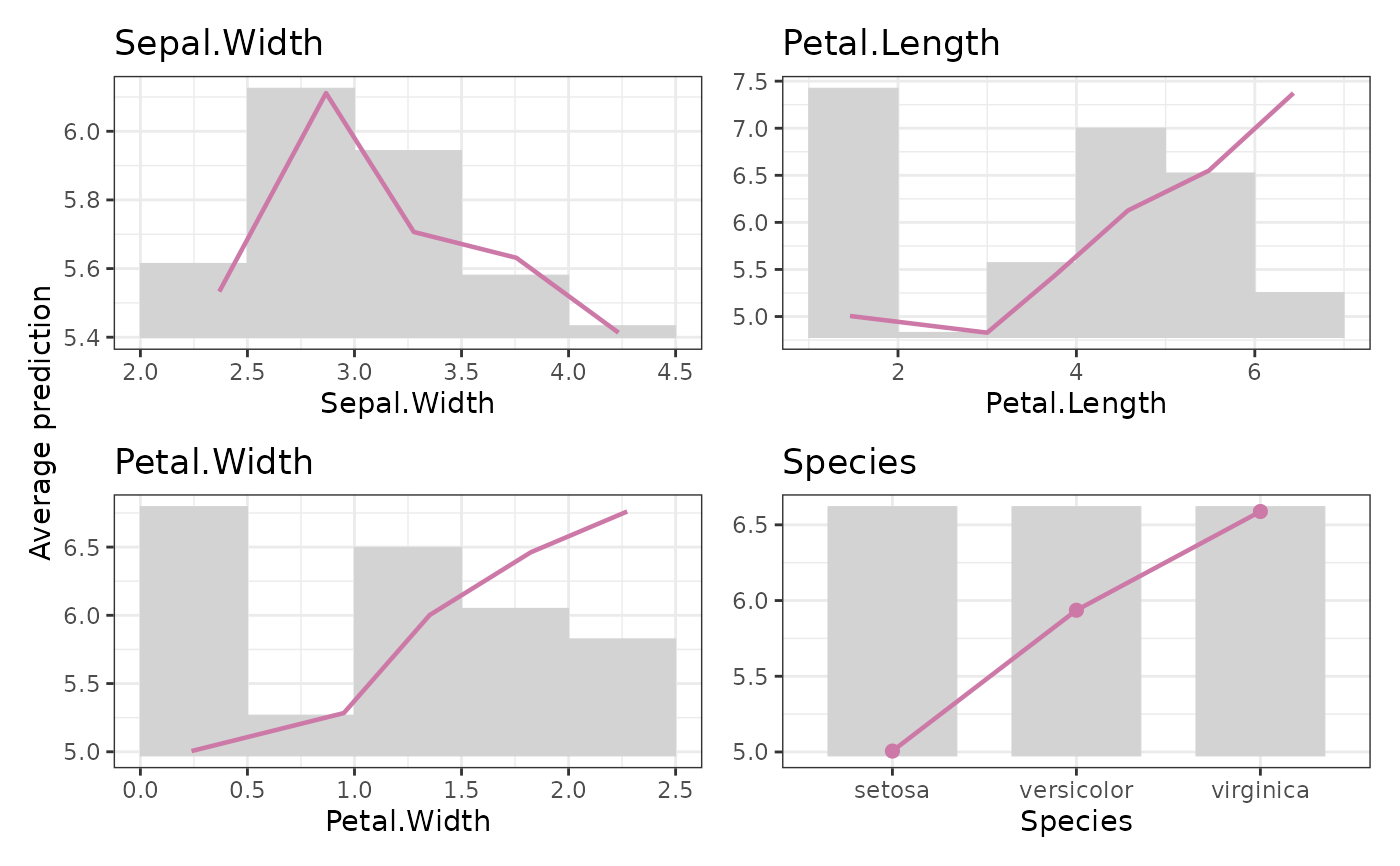 Average prediction
Sepal.Width
6.0
5.8
5.6
5.4
2.0 2.5 3.0 3.5 4.0 4.5
Sepal.Width
Petal.Length
7.5
7.0
6.5
6.0
5.5
5.0
2 4 6
Petal.Length
Petal.Width
6.5
6.0
5.5
5.0
0.0 0.5 1.0 1.5 2.0 2.5
Petal.Width
Species
6.5
6.0
5.5
5.0
setosa versicolor virginica
Species